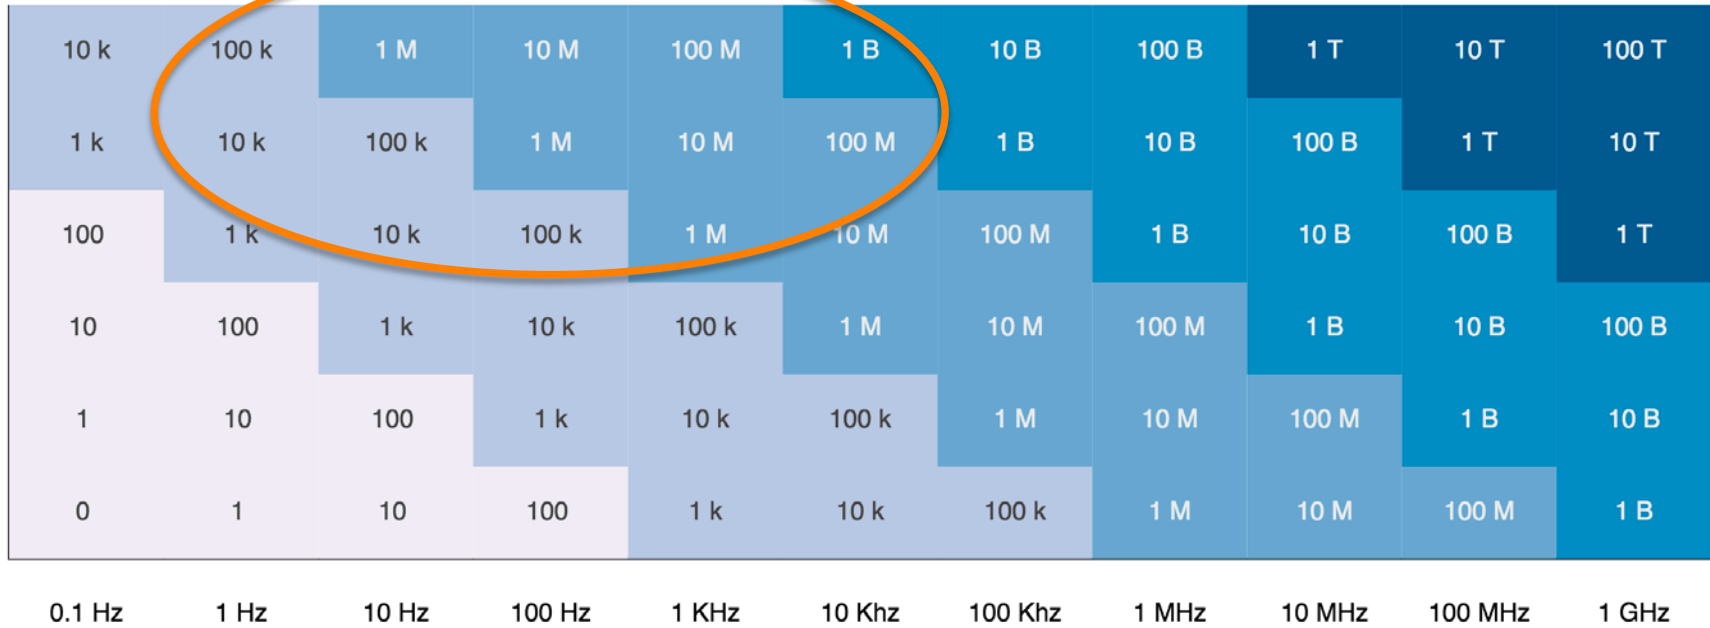 10 k 100 k 1 M 10 M 100 M 1 B 10 B 100 B 1 T 10 T 100 T
1 k 10 k 100 k 1 M 10 M 100 M 1 B 10 B 100 B 1 T 10 T
100 1 k 10 k 100 k 1 M 10 M 100 M 1 B 10 B 100 B 1 T
10 100 1 k 10 k 100 k 1 M 10 M 100 M 1 B 10 B 100 B
1 10 100 1 k 10 k 100 k 1 M 10 M 100 M 1 B 10 B
0 1 10 100 1 k 10 k 100 k 1 M 10 M 100 M 1 B
0.1 Hz 1 Hz 10 Hz 100 Hz 1 KHz 10 Khz 100 Khz 1 MHz 10 MHz 100 MHz 1 GHz